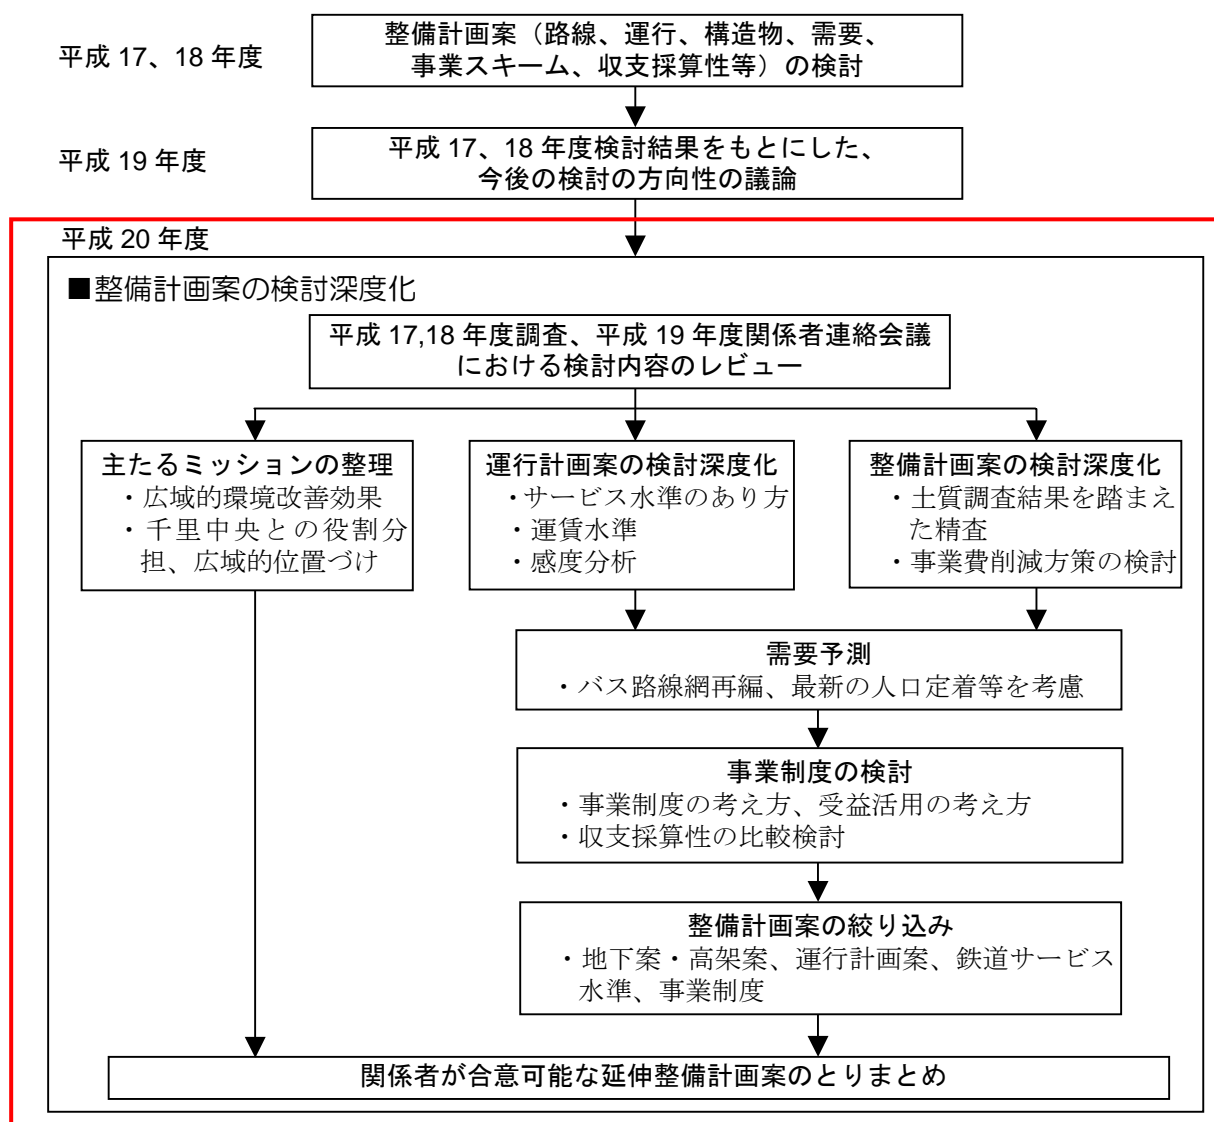 平成 17、18 年度
整備計画案（路線、運行、構造物、需要、
事業スキーム、収支採算性等）の検討
平成 19 年度
平成 17、18 年度検討結果をもとにした、
今後の検討の方向性の議論
平成 20 年度
■整備計画案の検討深度化
平成 17,18 年度調査、平成 19 年度関係者連絡会議
における検討内容のレビュー
主たるミッションの整理
・広域的環境改善効果
・千里中央との役割分
担、広域的位置づけ
運行計画案の検討深度化
・サービス水準のあり方
・運賃水準
・感度分析
整備計画案の検討深度化
・土質調査結果を踏まえ
た精査
・事業費削減方策の検討
需要予測
・バス路線網再編、最新の人口定着等を考慮
事業制度の検討
・事業制度の考え方、受益活用の考え方
・収支採算性の比較検討
整備計画案の絞り込み
・地下案・高架案、運行計画案、鉄道サービス
水準、事業制度
関係者が合意可能な延伸整備計画案のとりまとめ